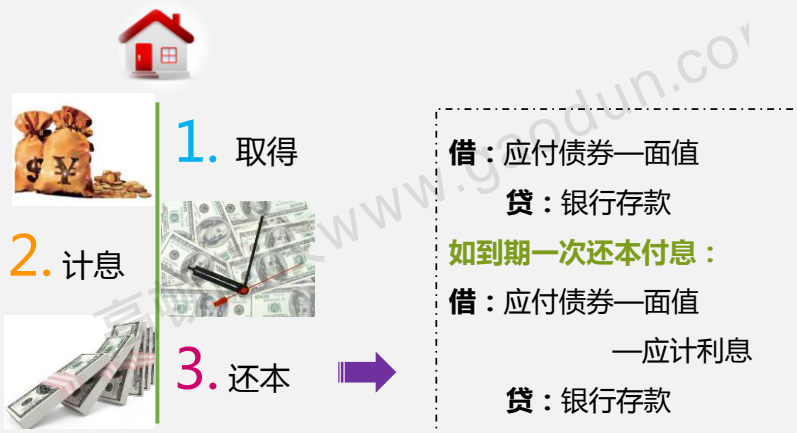 1. 取得
2. 计息
3. 还本
借：应付债券—面值
贷：银行存款
如到期一次还本付息：
借：应付债券—面值
—应计利息
贷：银行存款
www.gaodun.co